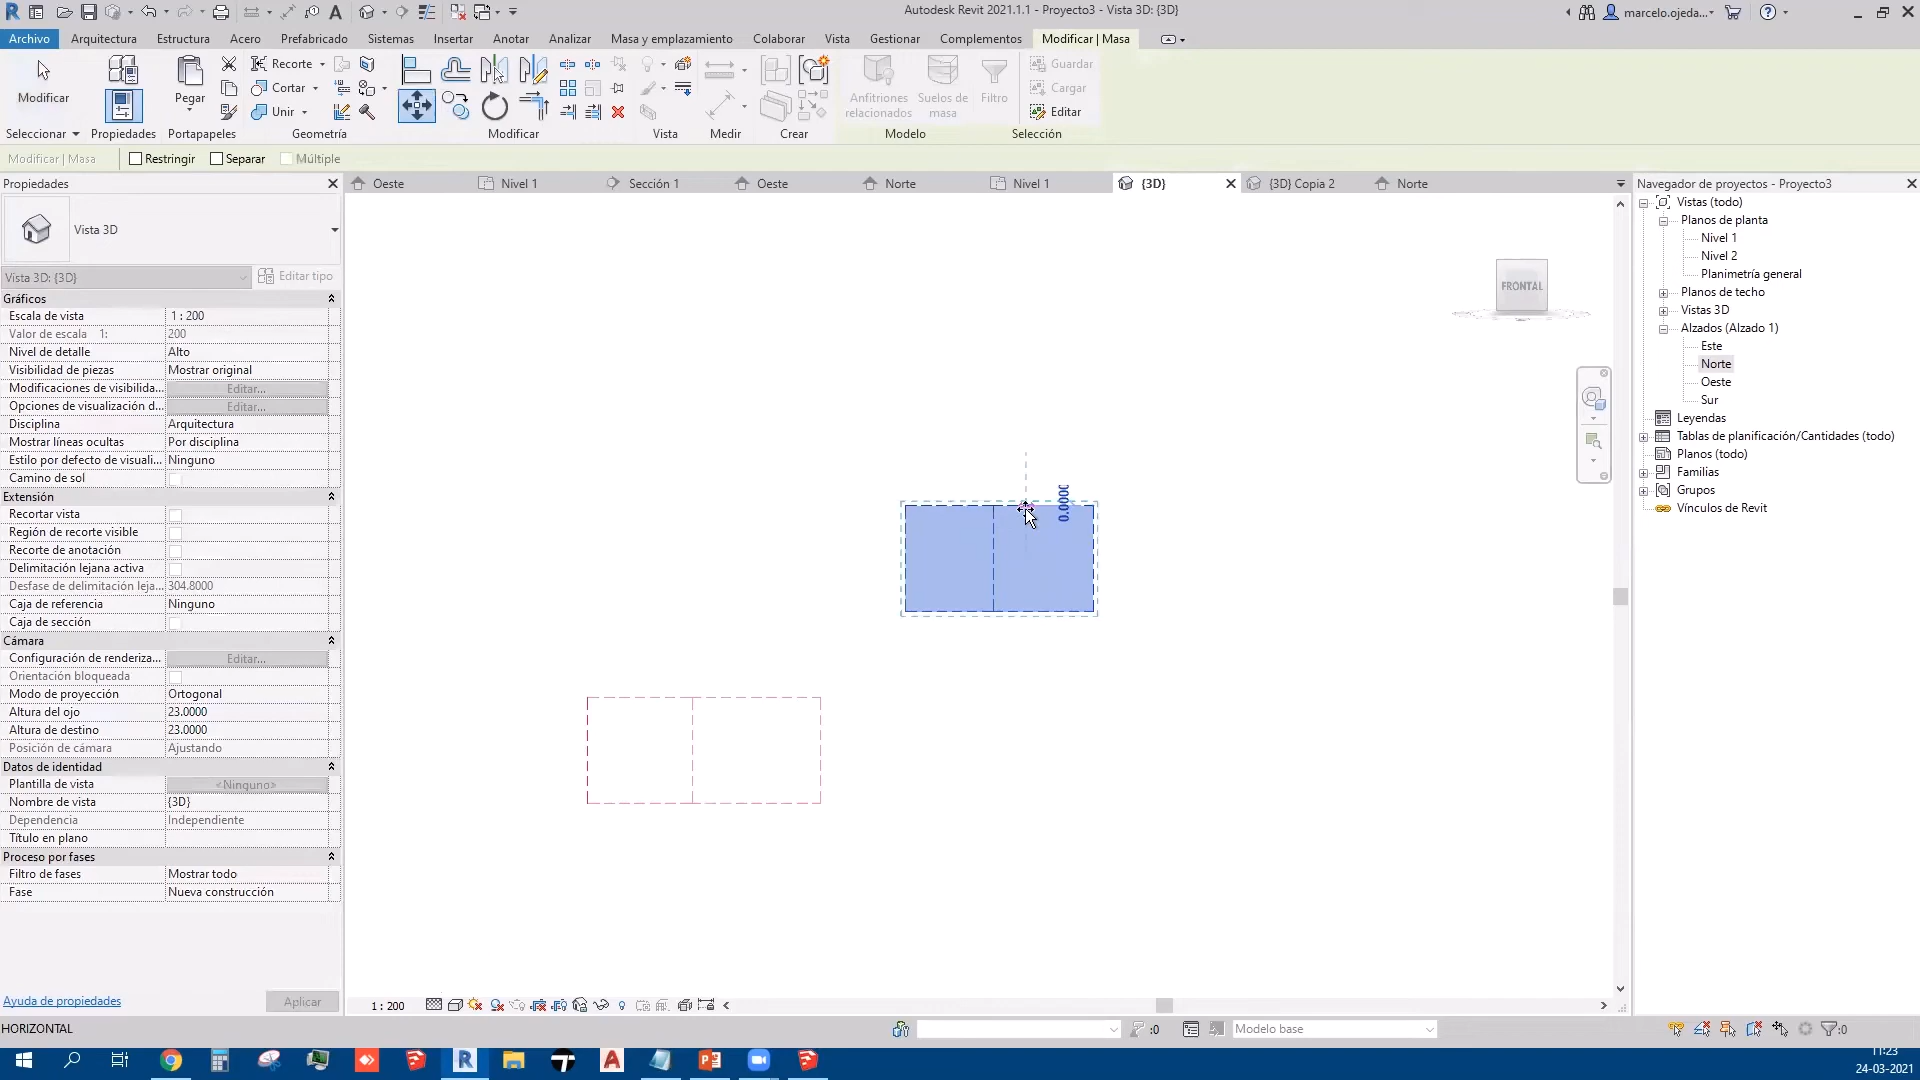 Autodesk Revit 2021.1.1 - Proyecto3 - Vista 3D: {3D}
marcelo.ojeda...
Archivo Arquitectura Estructura Acero Prefabricado Sistemas Insertar Anotar Analizar Masa y emplazamiento Colaborar Vista Gestionar Complementos Modificar | Masa
Modificar
Pegar
Recorte
Cortar
Unir
Anfitriones relacionados
Suelos de masa
Filtro
Guardar
Cargar
Editar
Seleccionar Propiedades Portapapeles Geometría Modificar Vista Medir Crear Modelo Selección
Modificar | Masa Restringir Separar Múltiple
Propiedades
Oeste Nivel 1 Sección 1 Oeste Norte Nivel 1 {3D} {3D} Copia 2 Norte
Vista 3D
Vista 3D: {3D} Editar tipo
Gráficos
Escala de vista 1 : 200
Valor de escala 1: 200
Nivel de detalle Alto
Visibilidad de piezas Mostrar original
Modificaciones de visibilida... Editar...
Opciones de visualización d... Editar...
Disciplina Arquitectura
Mostrar líneas ocultas Por disciplina
Estilo por defecto de visuali... Ninguno
Camino de sol
Extensión
Recortar vista
Región de recorte visible
Recorte de anotación
Delimitación lejana activa
Desfase de delimitación leja... 304.8000
Caja de referencia Ninguno
Caja de sección
Cámara
Configuración de renderiza... Editar...
Orientación bloqueada
Modo de proyección Ortogonal
Altura del ojo 23.0000
Altura de destino 23.0000
Posición de cámara Ajustando
Datos de identidad
Plantilla de vista <Ninguno>
Nombre de vista {3D}
Dependencia Independiente
Título en plano
Proceso por fases
Filtro de fases Mostrar todo
Fase Nueva construcción
Ayuda de propiedades Aplicar
FRONTAL
Navegador de proyectos - Proyecto3
Vistas (todo)
Planos de planta
Nivel 1
Nivel 2
Planimetría general
Planos de techo
Vistas 3D
Alzados (Alzado 1)
Este
Norte
Oeste
Sur
Leyendas
Tablas de planificación/Cantidades (todo)
Planos (todo)
Familias
Grupos
Vínculos de Revit
1 : 200
HORIZONTAL
:0
Modelo base
:0
11:23
24-03-2021